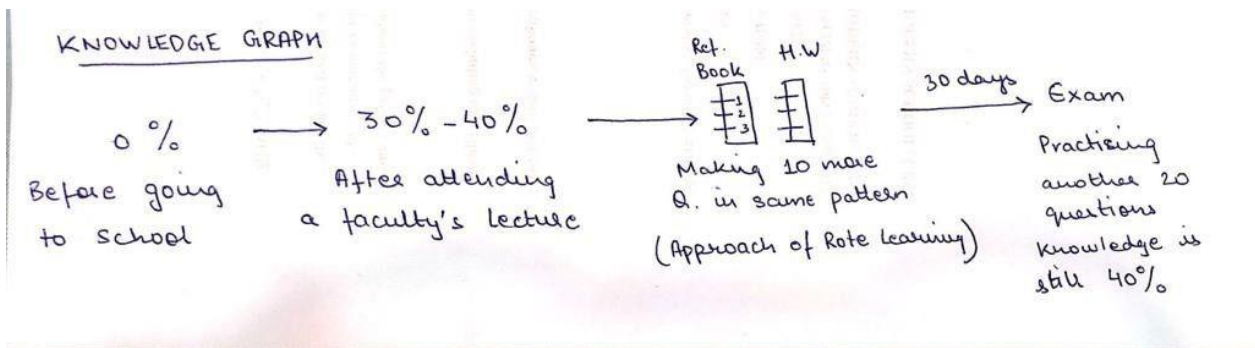 KNOWLEDGE GRAPH
0 %
Before going
to school
30% - 40%
After attending
a faculty's lecture
Ref.
Book
1
2
3
H.W
Making 10 more
Q. in same pattern
(Approach of Rote Learning)
30 days
Exam
Practising
another 20
questions
Knowledge is
still 40%